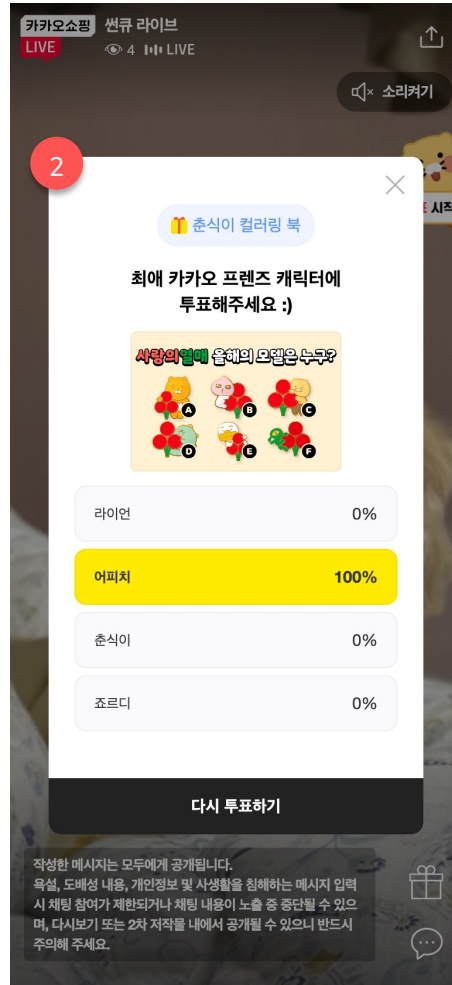 카카오쇼핑 썬큐 라이브
LIVE 4 LIVE
소리켜기
2
시작
춘식이 컬러링 북
최애 카카오 프렌즈 캐릭터에
투표해주세요 :)
사랑의열매 올해의 모델은 누구?
A B C
D E F
라이언 0%
어피치 100%
춘식이 0%
죠르디 0%
다시 투표하기
작성한 메시지는 모두에게 공개됩니다.
욕설, 도배성 내용, 개인정보 및 사생활을 침해하는 메시지 입력
시 채팅 참여가 제한되거나 채팅 내용이 노출 중 중단될 수 있으
며, 다시보기 또는 2차 저작물 내에서 공개될 수 있으니 반드시
주의해 주세요.